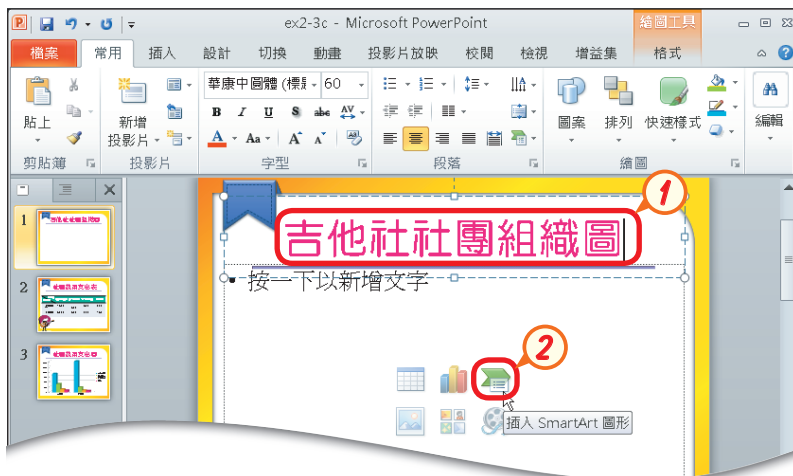 ex2-3c - Microsoft PowerPoint
繪圖工具
檔案 常用 插入 設計 切換 動畫 投影片放映 校閱 檢視 增益集 格式
華康中圓體 (標題 60
B I U S abc AV
A Aa A A
貼上 新增投影片 圖案 排列 快速樣式 編輯
剪貼簿 投影片 字型 段落 繪圖
1
吉他社社團組織圖
按一下以新增文字
2
插入 SmartArt 圖形
1
2
3